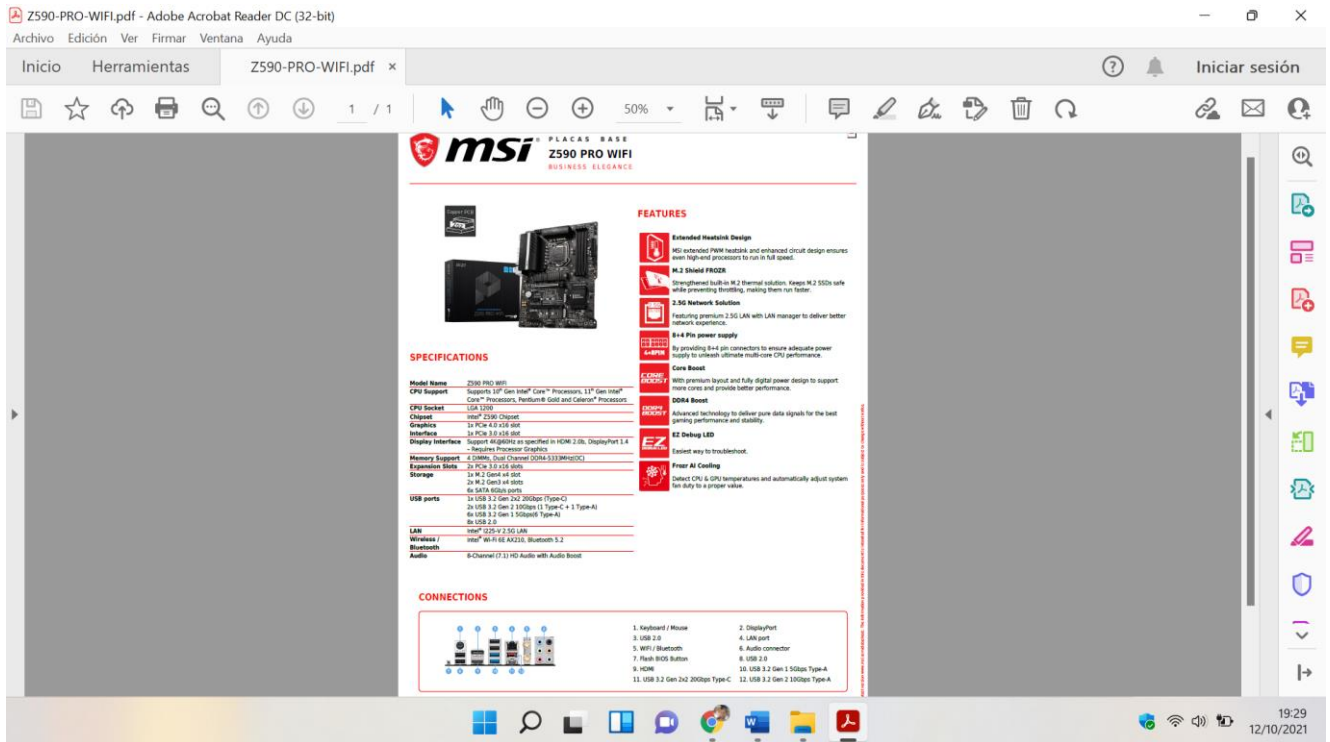 Z590-PRO-WIFI.pdf - Adobe Acrobat Reader DC (32-bit)
Archivo Edición Ver Firmar Ventana Ayuda
Inicio Herramientas Z590-PRO-WIFI.pdf × Iniciar sesión
1 / 1 50%
msi PLACAS BASE
Z590 PRO WIFI
BUSINESS ELEGANCE
FEATURES
Extended Heatsink Design
MSI extended PWM heatsink and enhanced circuit design ensures
even high-end processors to run in full speed.
M.2 Shield FROZR
Strengthened built-in M.2 thermal solution. Keeps M.2 SSDs safe
while preventing throttling, making them run faster.
2.5G Network Solution
Featuring premium 2.5G LAN with LAN manager to deliver better
network experience.
8+4 Pin power supply
By providing 8+4 pin connectors to ensure adequate power
supply to unleash ultimate multi-core CPU performance.
CORE BOOST
Core Boost
With premium layout and fully digital power design to support
more cores and provide better performance.
DDR4 BOOST
DDR4 Boost
Advanced technology to deliver pure data signals for the best
gaming performance and stability.
EZ
EZ Debug LED
Easiest way to troubleshoot.
Frozr AI Cooling
Detect CPU & GPU temperatures and automatically adjust system
fan duty to a proper value.
SPECIFICATIONS
Model Name Z590 PRO WIFI
CPU Support Supports 10th Gen Intel® Core™ Processors, 11th Gen Intel®
Core™ Processors, Pentium® Gold and Celeron® Processors
CPU Socket LGA 1200
Chipset Intel® Z590 Chipset
Graphics 1x PCIe 4.0 x16 slot
Interface 1x PCIe 3.0 x16 slot
Display Interface Support 4K@60Hz as specified in HDMI 2.0b, DisplayPort 1.4
– Requires Processor Graphics
Memory Support 4 DIMMs, Dual Channel DDR4-5333MHz(OC)
Expansion Slots 2x PCIe 3.0 x16 slots
Storage 1x M.2 Gen4 x4 slot
2x M.2 Gen3 x4 slots
6x SATA 6Gb/s ports
USB ports 1x USB 3.2 Gen 2x2 20Gbps (Type-C)
2x USB 3.2 Gen 2 10Gbps (1 Type-C + 1 Type-A)
6x USB 3.2 Gen 1 5Gbps(6 Type-A)
8x USB 2.0
LAN Intel® I225-V 2.5G LAN
Wireless / Intel® Wi-Fi 6E AX210, Bluetooth 5.2
Bluetooth
Audio 8-Channel (7.1) HD Audio with Audio Boost
CONNECTIONS
1. Keyboard / Mouse 2. DisplayPort
3. USB 2.0 4. LAN port
5. WiFi / Bluetooth 6. Audio connector
7. Flash BIOS Button 8. USB 2.0
9. HDMI 10. USB 3.2 Gen 1 5Gbps Type-A
11. USB 3.2 Gen 2x2 20Gbps Type-C 12. USB 3.2 Gen 2 10Gbps Type-A
19:29
12/10/2021